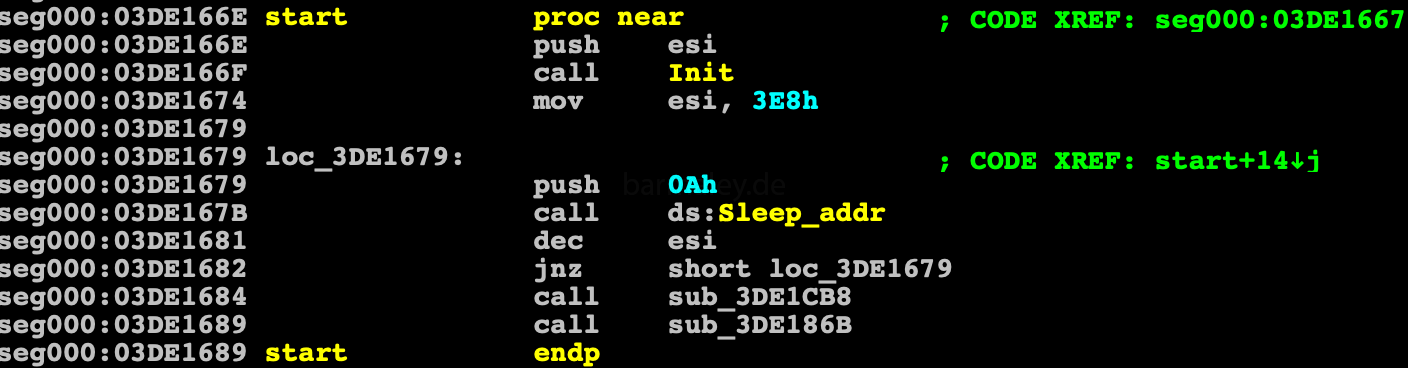 seg000:03DE166E start proc near ; CODE XREF: seg000:03DE1667
seg000:03DE166E push esi
seg000:03DE166F call Init
seg000:03DE1674 mov esi, 3E8h
seg000:03DE1679
seg000:03DE1679 loc_3DE1679: ; CODE XREF: start+14↓j
seg000:03DE1679 push 0Ah
seg000:03DE167B call ds:Sleep_addr
seg000:03DE1681 dec esi
seg000:03DE1682 jnz short loc_3DE1679
seg000:03DE1684 call sub_3DE1CB8
seg000:03DE1689 call sub_3DE186B
seg000:03DE1689 start endp